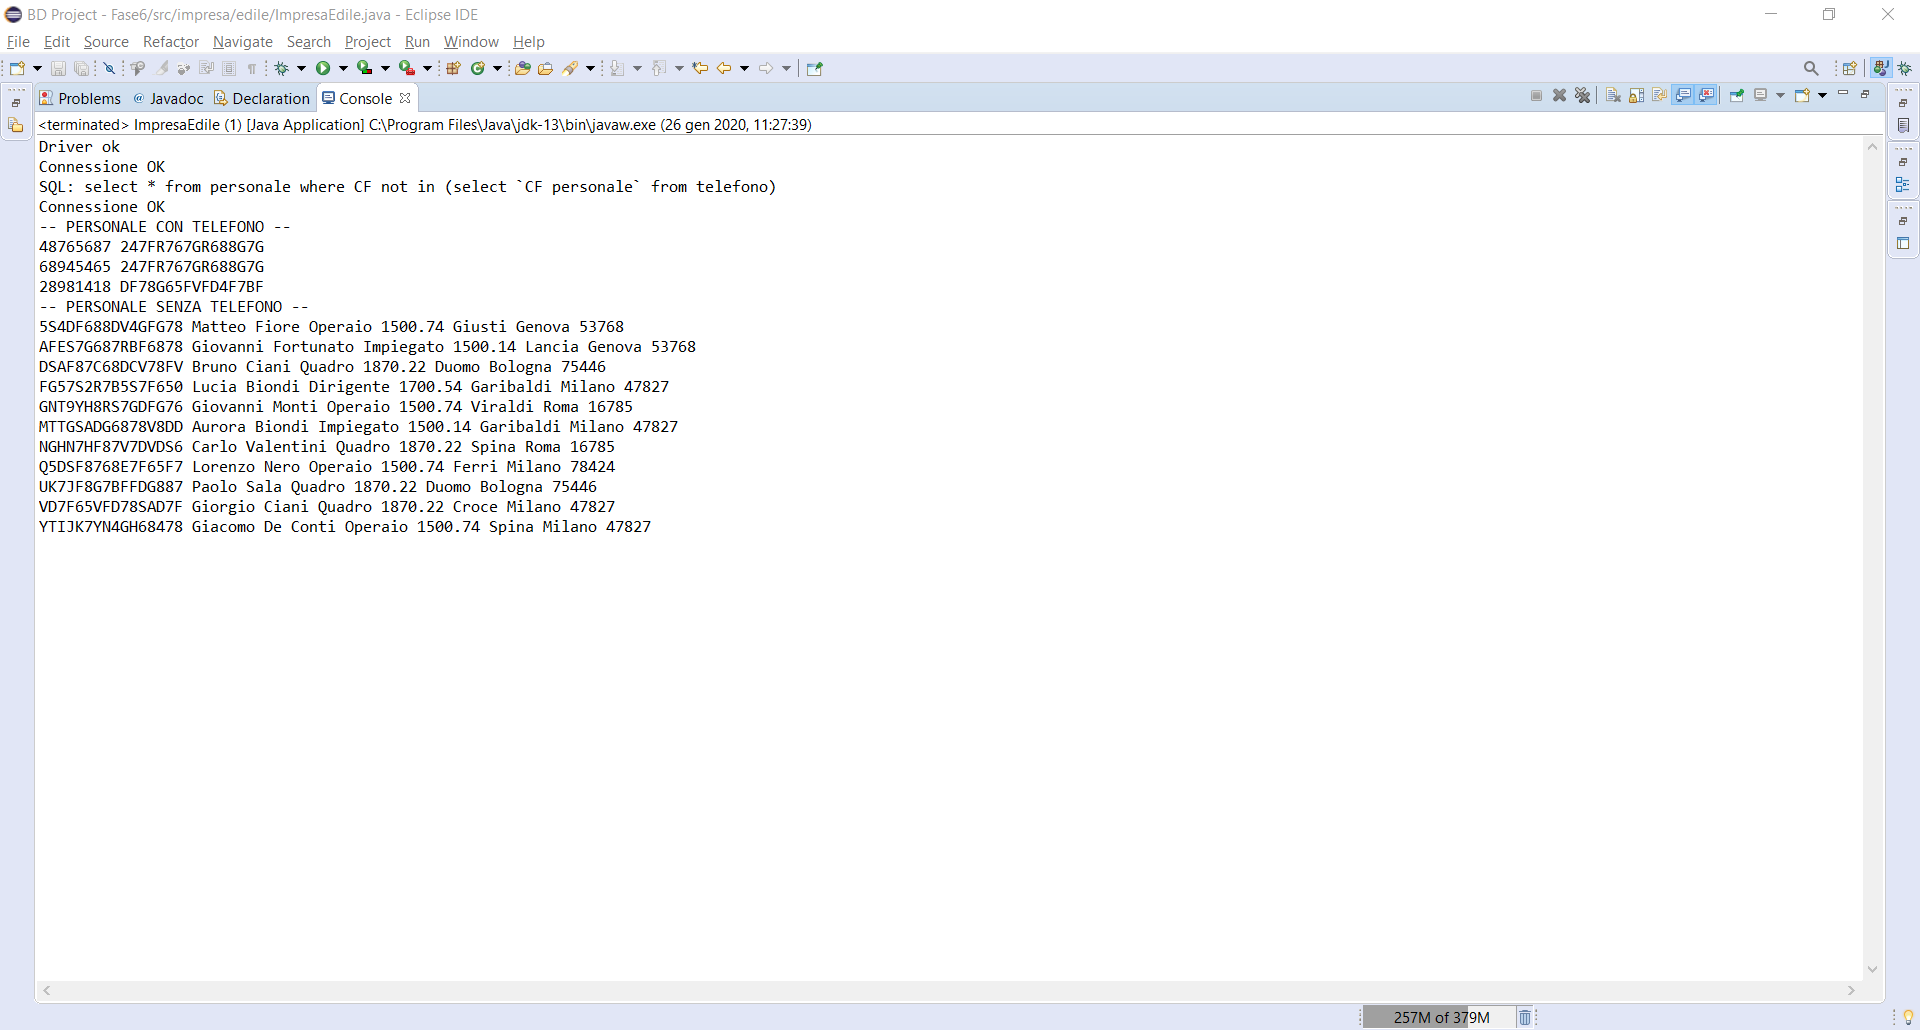 BD Project - Fase6/src/impresa/edile/ImpresaEdile.java - Eclipse IDE
File Edit Source Refactor Navigate Search Project Run Window Help
Problems @ Javadoc Declaration Console
<terminated> ImpresaEdile (1) [Java Application] C:\Program Files\Java\jdk-13\bin\javaw.exe (26 gen 2020, 11:27:39)
Driver ok
Connessione OK
SQL: select * from personale where CF not in (select `CF personale` from telefono)
Connessione OK
-- PERSONALE CON TELEFONO --
48765687 247FR767GR688G7G
68945465 247FR767GR688G7G
28981418 DF78G65FVFD4F7BF
-- PERSONALE SENZA TELEFONO --
5S4DF688DV4GFG78 Matteo Fiore Operaio 1500.74 Giusti Genova 53768
AFES7G687RBF6878 Giovanni Fortunato Impiegato 1500.14 Lancia Genova 53768
DSAF87C68DCV78FV Bruno Ciani Quadro 1870.22 Duomo Bologna 75446
FG57S2R7B5S7F650 Lucia Biondi Dirigente 1700.54 Garibaldi Milano 47827
GNT9YH8RS7GDFG76 Giovanni Monti Operaio 1500.74 Viraldi Roma 16785
MTTGSADG6878V8DD Aurora Biondi Impiegato 1500.14 Garibaldi Milano 47827
NGHN7HF87V7DVDS6 Carlo Valentini Quadro 1870.22 Spina Roma 16785
Q5DSF8768E7F65F7 Lorenzo Nero Operaio 1500.74 Ferri Milano 78424
UK7JF8G7BFFDG887 Paolo Sala Quadro 1870.22 Duomo Bologna 75446
VD7F65VFD78SAD7F Giorgio Ciani Quadro 1870.22 Croce Milano 47827
YTIJK7YN4GH68478 Giacomo De Conti Operaio 1500.74 Spina Milano 47827
257M of 379M